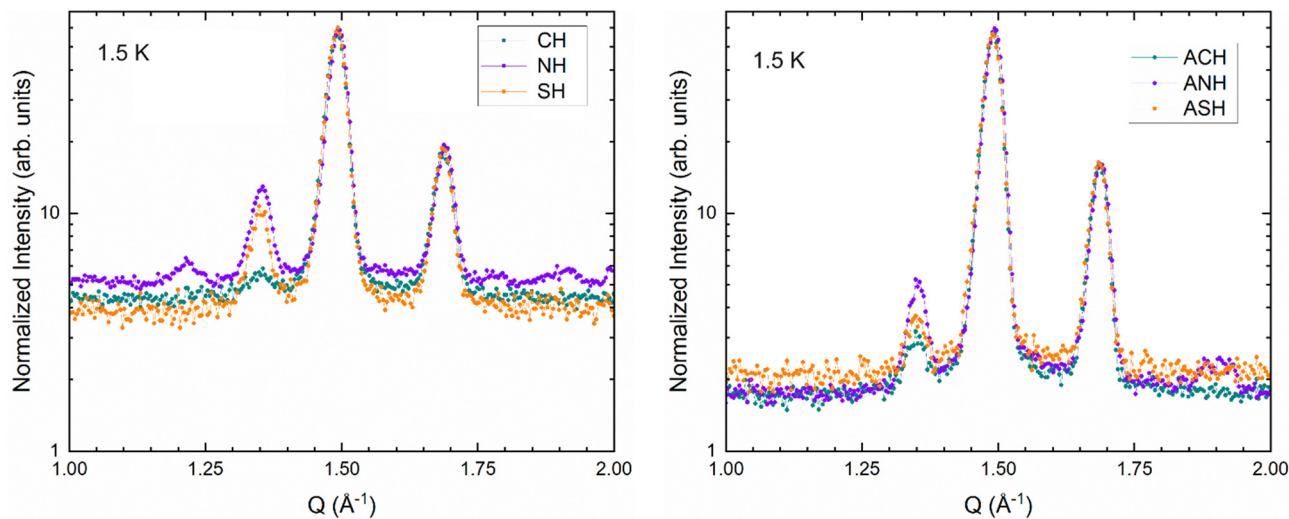 1.5 K
CH
NH
SH
Normalized Intensity (arb. units)
10
1
1.00
1.25
1.50
1.75
2.00
Q (Å⁻¹)
1.5 K
ACH
ANH
ASH
Normalized Intensity (arb. units)
10
1
1.00
1.25
1.50
1.75
2.00
Q (Å⁻¹)